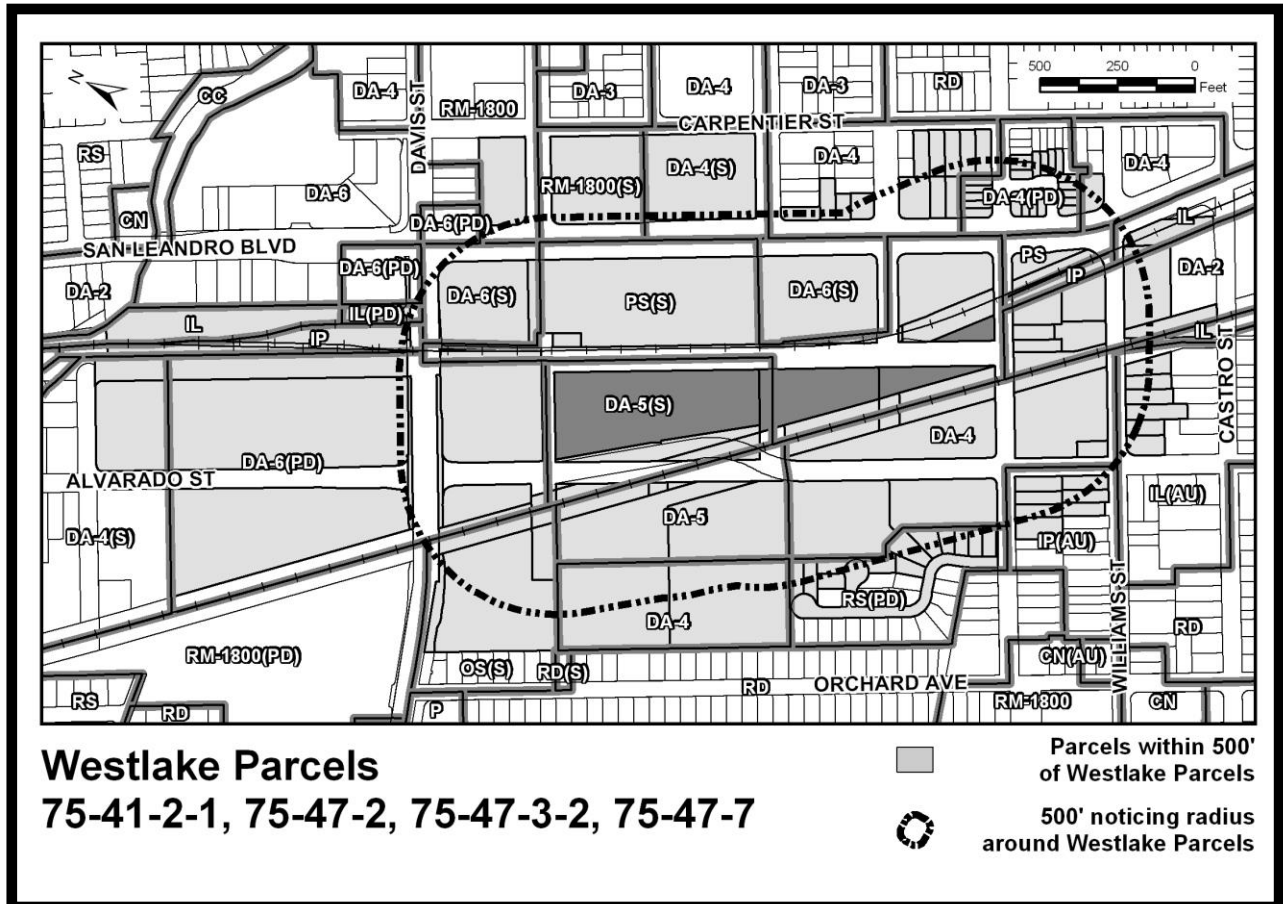 N
CC
DA-4
DAVIS ST
RM-1800
DA-3
DA-4
DA-3
RD
500 250 0
Feet
RS
CARPENTIER ST
DA-6
DA-4(S)
DA-4
DA-4
RM-1800(S)
CN
DA-6(PD)
DA-4(PD)
SAN LEANDRO BLVD
IL
PS
DA-2
DA-6(PD)
DA-2
DA-6(S)
PS(S)
DA-6(S)
IP
IL
IL(PD)
IP
IL
CASTRO ST
DA-5(S)
DA-4
DA-6(PD)
ALVARADO ST
IL(AU)
DA-5
DA-4(S)
IP(AU)
RS(PD)
DA-4
RD
RM-1800(PD)
CN(AU)
WILLIAMS ST
OS(S)
RD(S)
RD
ORCHARD AVE
RS
RD
P
RM-1800
CN
Westlake Parcels
75-41-2-1, 75-47-2, 75-47-3-2, 75-47-7
Parcels within 500'
of Westlake Parcels
500' noticing radius
around Westlake Parcels